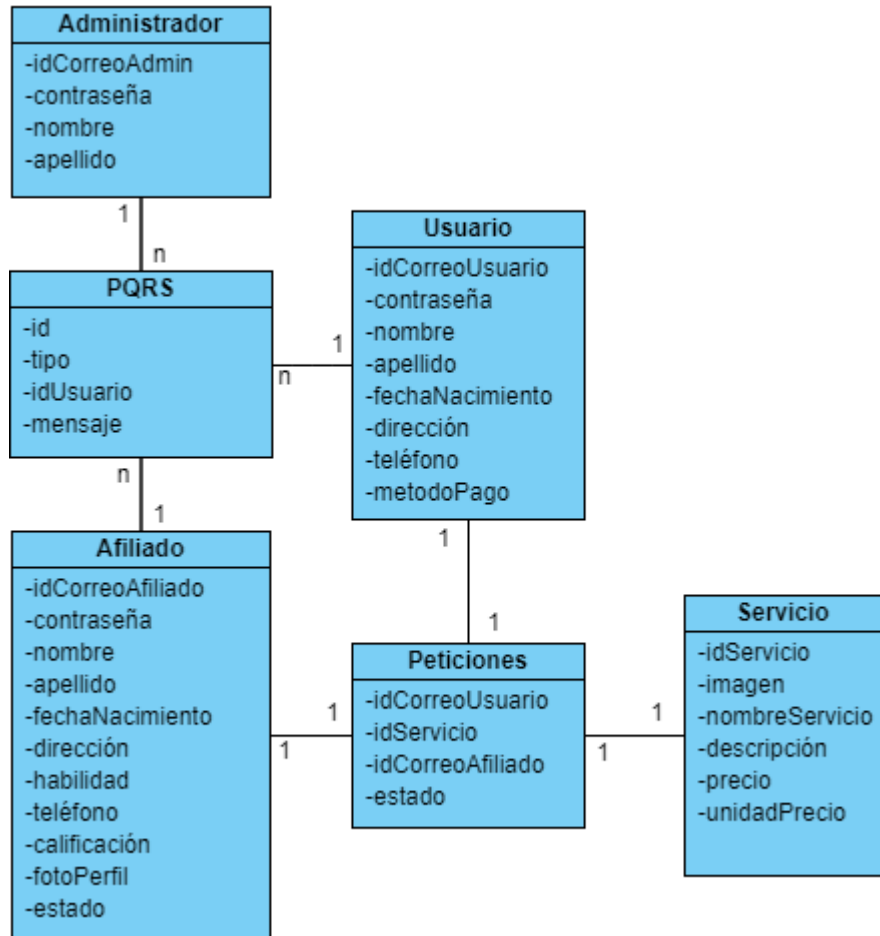 Administrador
-idCorreoAdmin
-contraseña
-nombre
-apellido
1
n
PQRS
-id
-tipo
-idUsuario
-mensaje
1
n
Usuario
-idCorreoUsuario
-contraseña
-nombre
-apellido
-fechaNacimiento
-dirección
-teléfono
-metodoPago
n
1
Afiliado
-idCorreoAfiliado
-contraseña
-nombre
-apellido
-fechaNacimiento
-dirección
-habilidad
-teléfono
-calificación
-fotoPerfil
-estado
1
1
Peticiones
-idCorreoUsuario
-idServicio
-idCorreoAfiliado
-estado
1
1
1
1
Servicio
-idServicio
-imagen
-nombreServicio
-descripción
-precio
-unidadPrecio